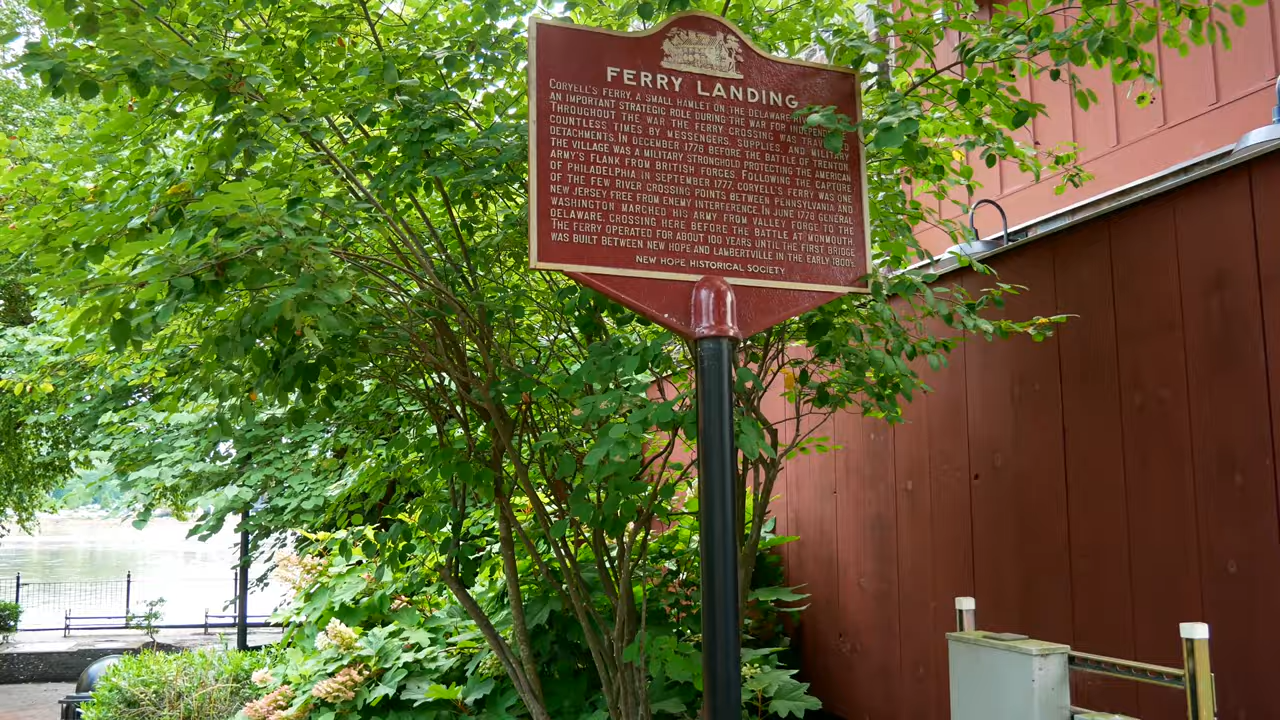 FERRY LANDING
CORYELL'S FERRY, A SMALL HAMLET ON THE DELAWARE
AN IMPORTANT STRATEGIC ROLE DURING THE WAR FOR
THROUGHOUT THE WAR THE FERRY CROSSING WAS
COUNTLESS TIMES BY MESSENGERS, SUPPLIES, AND MILITARY
DETACHMENTS. IN DECEMBER 1776 BEFORE THE BATTLE OF TRENTON,
THE VILLAGE WAS A MILITARY STRONGHOLD PROTECTING THE AMERICAN
ARMY'S FLANK FROM BRITISH FORCES. FOLLOWING THE CAPTURE
OF PHILADELPHIA IN SEPTEMBER 1777, CORYELL'S FERRY WAS ONE
OF THE FEW RIVER CROSSING POINTS BETWEEN PENNSYLVANIA AND
NEW JERSEY FREE FROM ENEMY INTERFERENCE. IN JUNE 1778 GENERAL
WASHINGTON MARCHED HIS ARMY FROM VALLEY FORGE TO THE
DELAWARE, CROSSING HERE BEFORE THE BATTLE AT MONMOUTH.
THE FERRY OPERATED FOR ABOUT 100 YEARS UNTIL THE FIRST BRIDGE
WAS BUILT BETWEEN NEW HOPE AND LAMBERTVILLE IN THE EARLY 1800'S.
NEW HOPE HISTORICAL SOCIETY